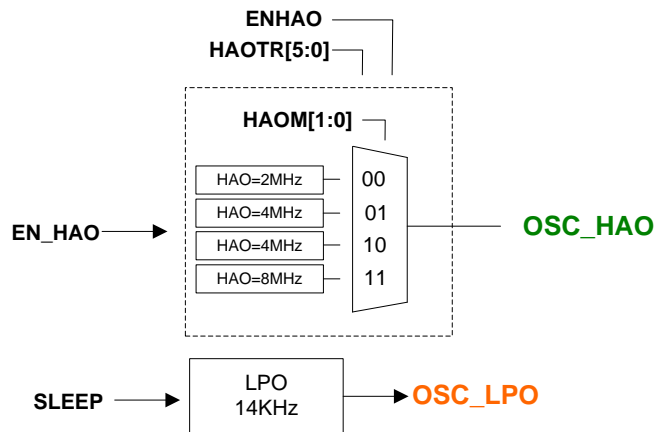 ENHAO
HAOTR[5:0]
HAOM[1:0]
HAO=2MHz
00
HAO=4MHz
01
EN_HAO
OSC_HAO
HAO=4MHz
10
HAO=8MHz
11
SLEEP
LPO
14KHz
OSC_LPO